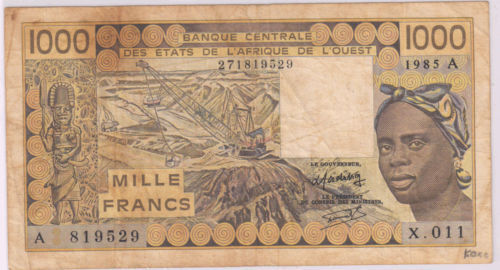 1000 BANQUE CENTRALE 1000
DES ETATS DE L'AFRIQUE DE L'OUEST
271819529 1985 A
LE GOUVERNEUR,
MILLE
FRANCS
LE PRÉSIDENT
DU CONSEIL DES MINISTRES,
A 819529 X.011